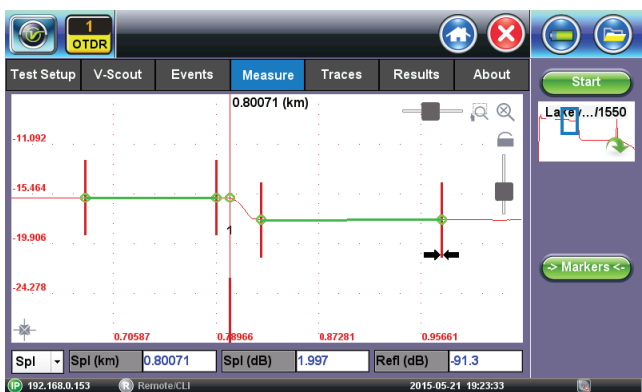 1
OTDR
Test Setup V-Scout Events Measure Traces Results About
Start
0.80071 (km)
Lakev.../1550
-11.092
-15.464
1
-19.906
-> Markers <-
-24.278
0.70587 0.78966 0.87281 0.95661
Spl Spl (km) 0.80071 Spl (dB) 1.997 Refl (dB) -91.3
IP 192.168.0.153 R Remote/CLI 2015-05-21 19:23:33